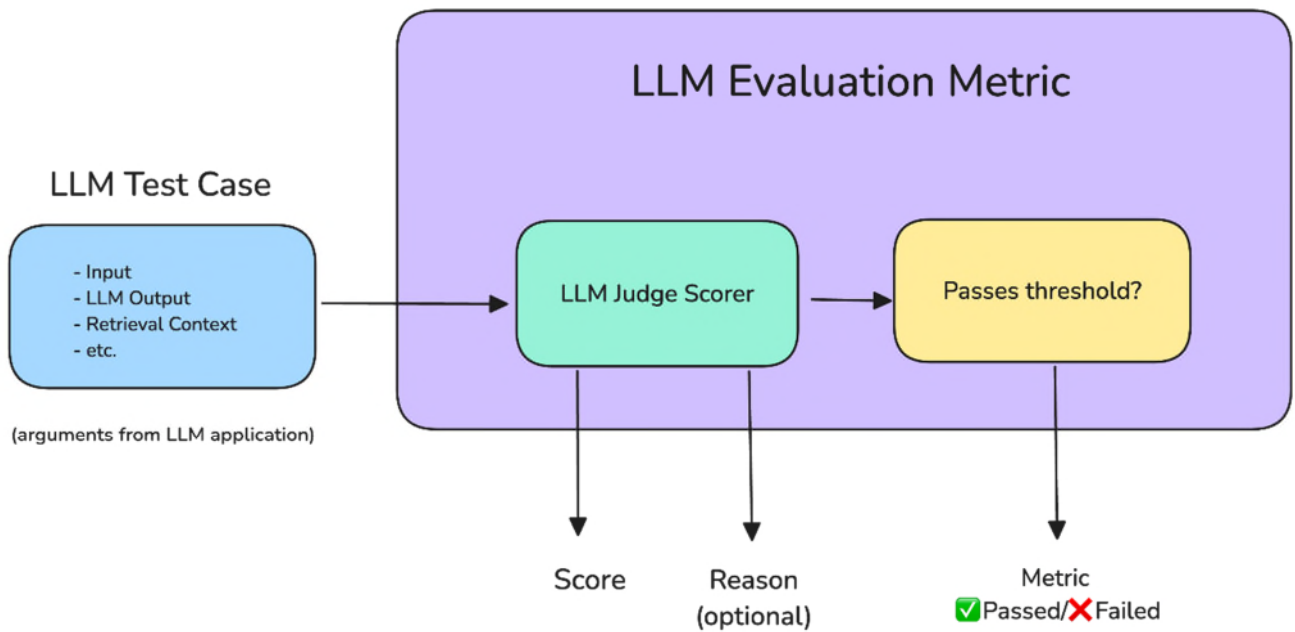 LLM Evaluation Metric
LLM Test Case
- Input
- LLM Output
- Retrieval Context
- etc.
(arguments from LLM application)
LLM Judge Scorer
Passes threshold?
Score
Reason
(optional)
Metric
✅Passed/❌Failed